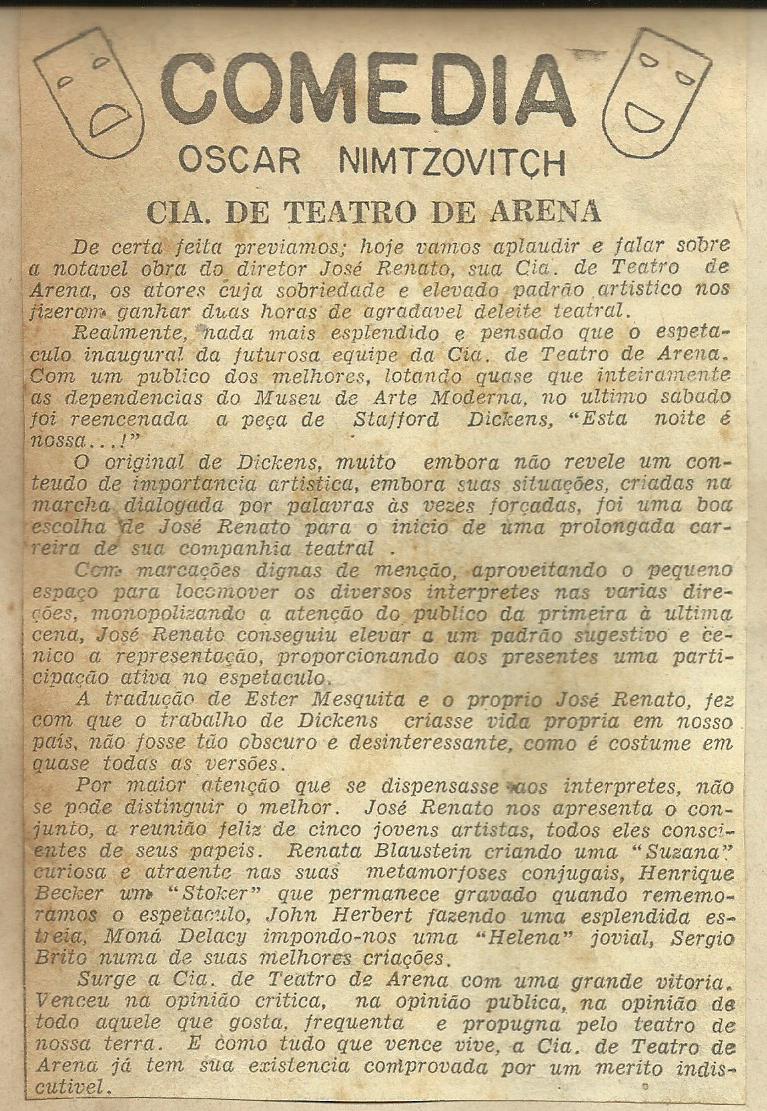 COMEDIA
OSCAR NIMTZOVITCH
CIA. DE TEATRO DE ARENA
De certa feita previamos; hoje vamos aplaudir e falar sobre
a notavel obra do diretor José Renato, sua Cia. de Teatro de
Arena, os atores cuja sobriedade e elevado padrão artistico nos
fizeram ganhar duas horas de agradavel deleite teatral.
Realmente, nada mais esplendido e pensado que o espeta-
culo inaugural da futurosa equipe da Cia. de Teatro de Arena.
Com um publico dos melhores, lotando quase que inteiramente
as dependencias do Museu de Arte Moderna, no ultimo sabado
foi reencenada a peça de Stafford Dickens, "Esta noite é
nossa...!"
O original de Dickens, muito embora não revele um con-
teudo de importancia artistica, embora suas situações, criadas na
marcha dialogada por palavras às vezes forçadas, foi uma boa
escolha de José Renato para o inicio de uma prolongada car-
reira de sua companhia teatral .
Com marcações dignas de menção, aproveitando o pequeno
espaço para locomover os diversos interpretes nas varias dire-
ções, monopolizando a atenção do publico da primeira à ultima
cena, José Renato conseguiu elevar a um padrão sugestivo e ce-
nico a representação, proporcionando aos presentes uma parti-
cipação ativa no espetaculo.
A tradução de Ester Mesquita e o proprio José Renato, fez
com que o trabalho de Dickens criasse vida propria em nosso
país, não fosse tão obscuro e desinteressante, como é costume em
quase todas as versões.
Por maior atenção que se dispensasse aos interpretes, não
se pode distinguir o melhor. José Renato nos apresenta o con-
junto, a reunião feliz de cinco jovens artistas, todos eles consci-
entes de seus papeis. Renata Blaustein criando uma "Suzana"
curiosa e atraente nas suas metamorfoses conjugais, Henrique
Becker um "Stoker" que permanece gravado quando rememo-
ramos o espetaculo, John Herbert fazendo uma esplendida es-
treia, Moná Delacy impondo-nos uma "Helena" jovial, Sergio
Brito numa de suas melhores criações.
Surge a Cia. de Teatro de Arena com uma grande vitoria.
Venceu na opinião critica, na opinião publica, na opinião de
todo aquele que gosta, frequenta e propugna pelo teatro de
nossa terra. E como tudo que vence vive, a Cia. de Teatro de
Arena já tem sua existencia comprovada por um merito indis-
cutivel.